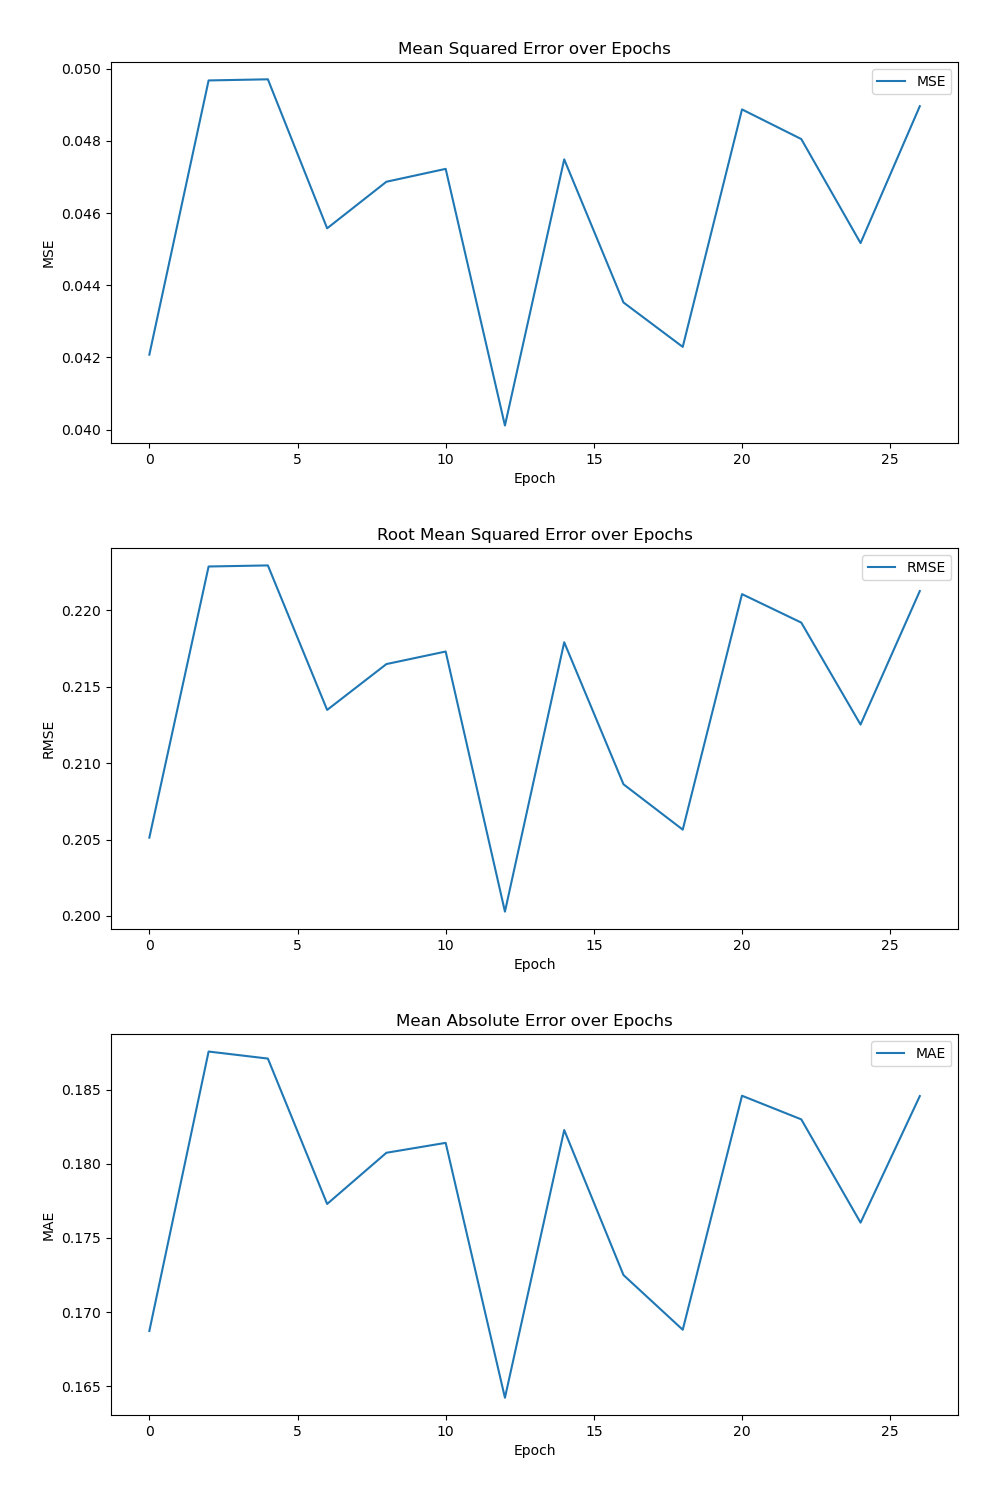 Mean Squared Error over Epochs
MSE
0.050
0.048
0.046
0.044
0.042
0.040
MSE
0 5 10 15 20 25
Epoch
Root Mean Squared Error over Epochs
RMSE
0.220
0.215
0.210
0.205
0.200
RMSE
0 5 10 15 20 25
Epoch
Mean Absolute Error over Epochs
MAE
0.185
0.180
0.175
0.170
0.165
MAE
0 5 10 15 20 25
Epoch